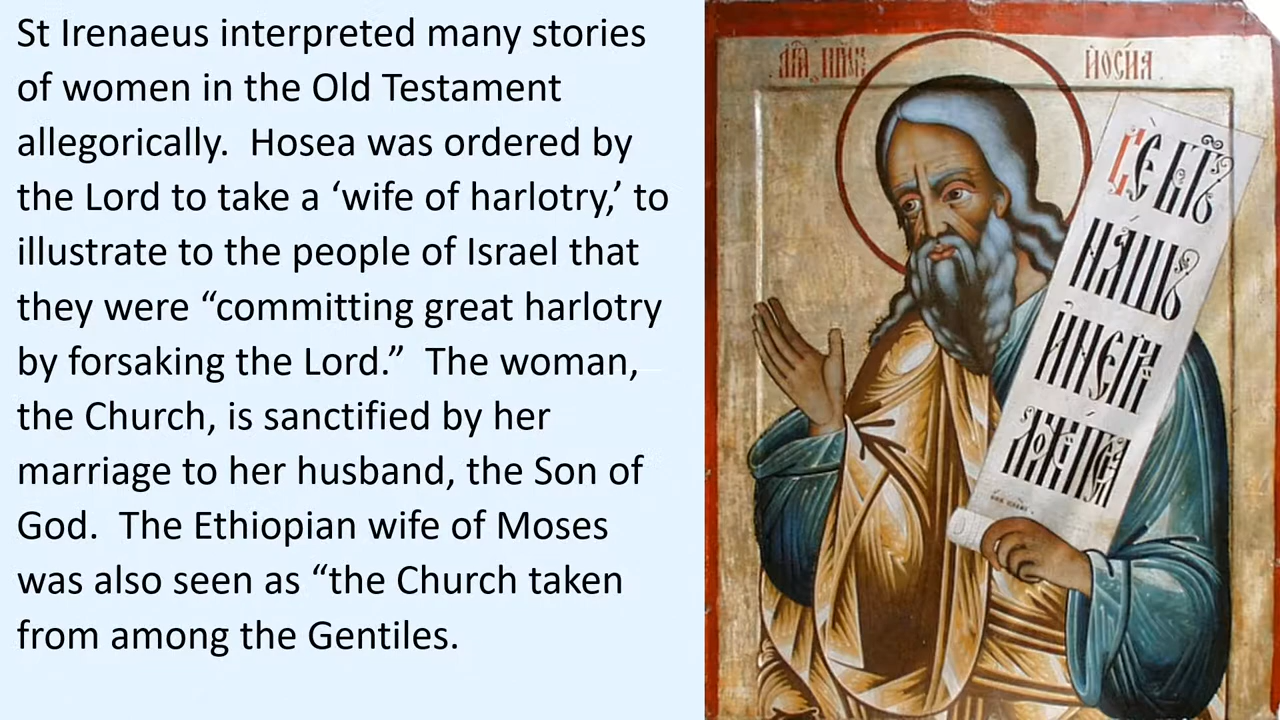 St Irenaeus interpreted many stories
of women in the Old Testament
allegorically.  Hosea was ordered by
the Lord to take a ‘wife of harlotry,’ to
illustrate to the people of Israel that
they were “committing great harlotry
by forsaking the Lord.”  The woman,
the Church, is sanctified by her
marriage to her husband, the Son of
God.  The Ethiopian wife of Moses
was also seen as “the Church taken
from among the Gentiles.